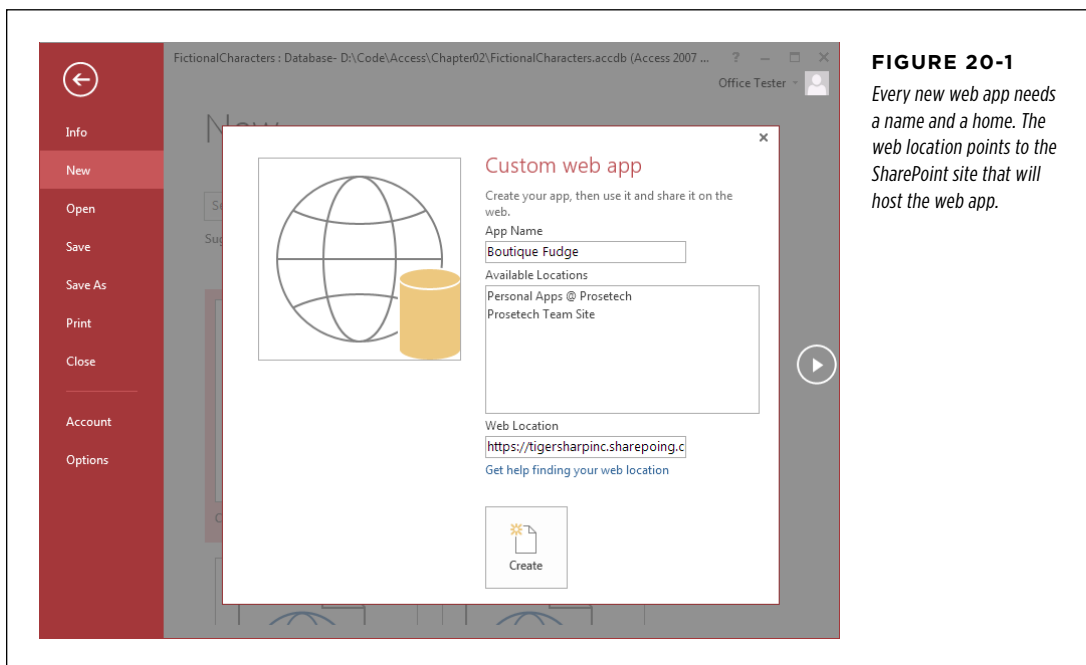 FictionalCharacters : Database- D:\Code\Access\Chapter02\FictionalCharacters.accdb (Access 2007 ...
?
Office Tester
Info
New
Open
Save
Save As
Print
Close
Account
Options
New
Custom web app
Create your app, then use it and share it on the
web.
App Name
Boutique Fudge
Available Locations
Personal Apps @ Prosetech
Prosetech Team Site
Web Location
https://tigersharpinc.sharepoing.c
Get help finding your web location
Create
FIGURE 20-1
Every new web app needs
a name and a home. The
web location points to the
SharePoint site that will
host the web app.